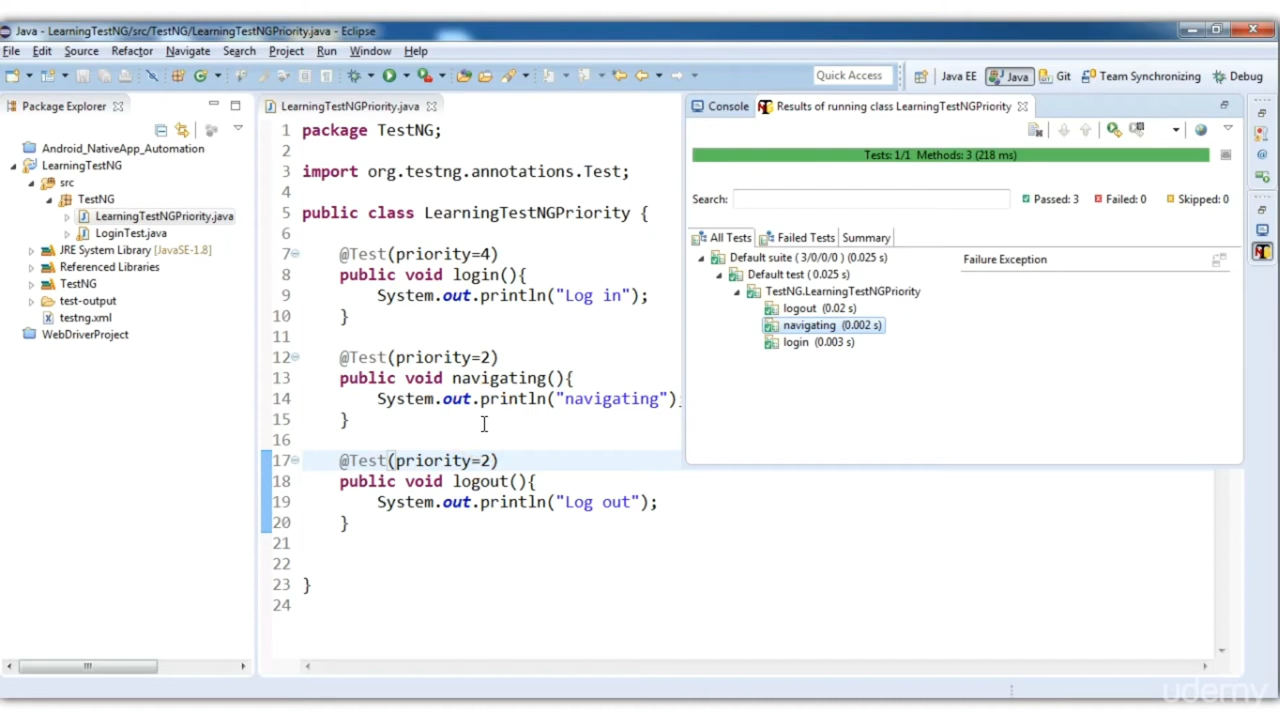 Java - LearningTestNG/src/TestNG/LearningTestNGPriority.java - Eclipse
File Edit Source Refactor Navigate Search Project Run Window Help
Quick Access Java EE Java Git Team Synchronizing Debug
Package Explorer
Android_NativeApp_Automation
LearningTestNG
src
TestNG
LearningTestNGPriority.java
LoginTest.java
JRE System Library [JavaSE-1.8]
Referenced Libraries
TestNG
test-output
testng.xml
WebDriverProject
LearningTestNGPriority.java
1 package TestNG;
2
3 import org.testng.annotations.Test;
4
5 public class LearningTestNGPriority {
6
7 @Test(priority=4)
8 public void login(){
9 System.out.println("Log in");
10 }
11
12 @Test(priority=2)
13 public void navigating(){
14 System.out.println("navigating");
15 }
16
17 @Test(priority=2)
18 public void logout(){
19 System.out.println("Log out");
20 }
21
22
23 }
24
Console Results of running class LearningTestNGPriority
Tests: 1/1 Methods: 3 (218 ms)
Search: Passed: 3 Failed: 0 Skipped: 0
All Tests Failed Tests Summary
Default suite ( 3/0/0/0 ) (0.025 s)
Default test ( 0.025 s)
TestNG.LearningTestNGPriority
logout (0.02 s)
navigating (0.002 s)
login (0.003 s)
Failure Exception
udemy